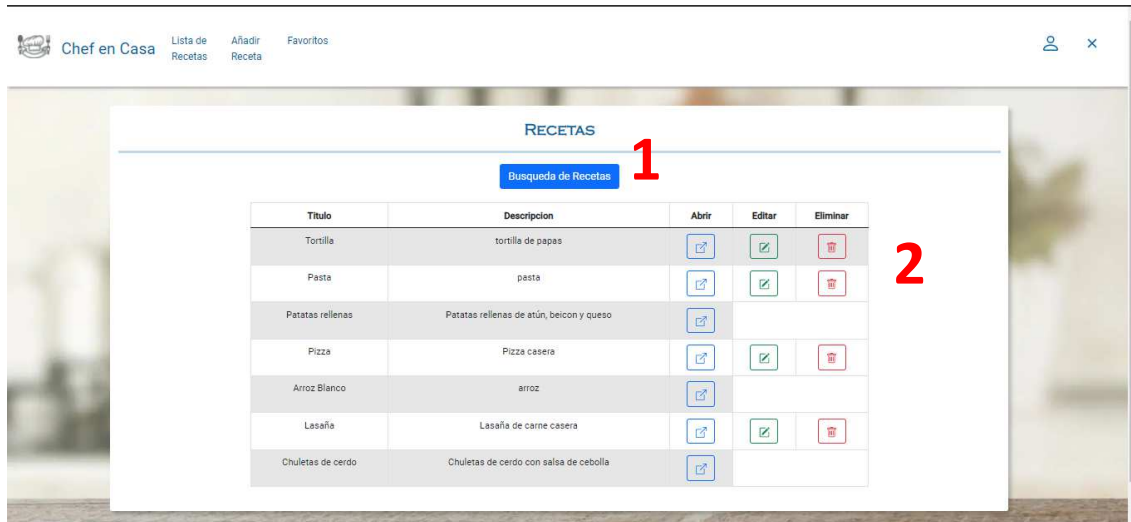 Chef en Casa
Lista de
Recetas
Añadir
Receta
Favoritos
RECETAS
1
Busqueda de Recetas
Titulo Descripcion Abrir Editar Eliminar
Tortilla tortilla de papas
2
Pasta pasta
Patatas rellenas Patatas rellenas de atún, beicon y queso
Pizza Pizza casera
Arroz Blanco arroz
Lasaña Lasaña de carne casera
Chuletas de cerdo Chuletas de cerdo con salsa de cebolla